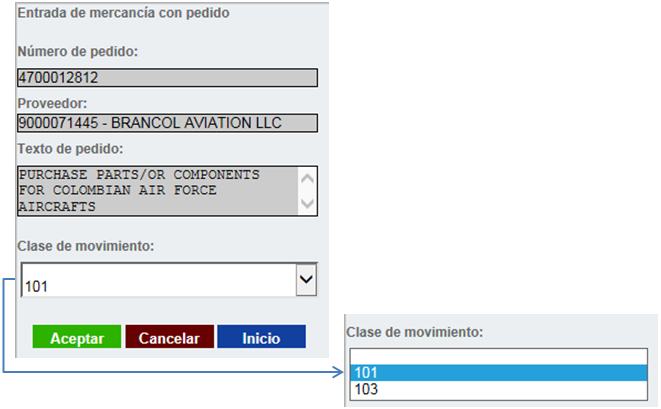 Entrada de mercancía con pedido
Número de pedido:
4700012812
Proveedor:
9000071445 - BRANCOL AVIATION LLC
Texto de pedido:
PURCHASE PARTS/OR COMPONENTS
FOR COLOMBIAN AIR FORCE
AIRCRAFTS
Clase de movimiento:
101
Aceptar Cancelar Inicio
Clase de movimiento:
101
103